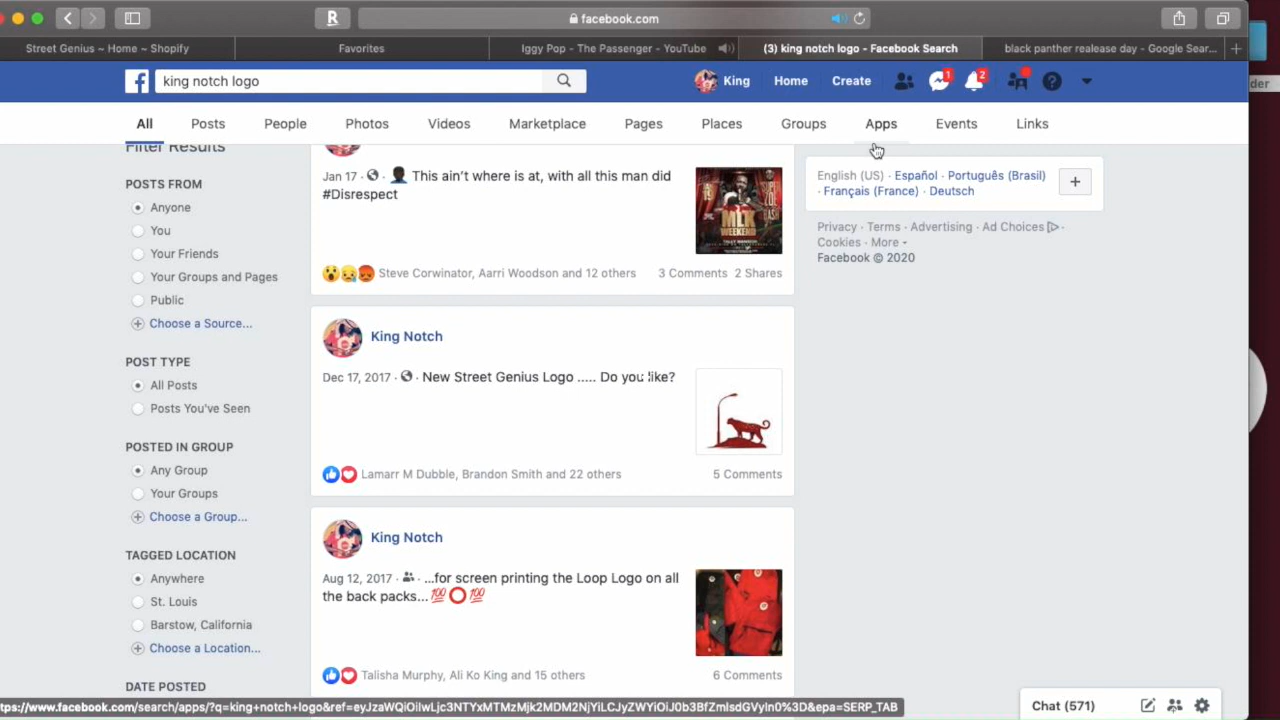 facebook.com
Street Genius ~ Home ~ Shopify
Favorites
Iggy Pop - The Passenger - YouTube
(3) king notch logo - Facebook Search
black panther realease day - Google Sear...
der
king notch logo
King
Home
Create
1
2
All
Posts
People
Photos
Videos
Marketplace
Pages
Places
Groups
Apps
Events
Links
Filter Results
POSTS FROM
Anyone
You
Your Friends
Your Groups and Pages
Public
Choose a Source...
POST TYPE
All Posts
Posts You've Seen
POSTED IN GROUP
Any Group
Your Groups
Choose a Group...
TAGGED LOCATION
Anywhere
St. Louis
Barstow, California
Choose a Location...
DATE POSTED
Jan 17 · · 👤🏿 This ain't where is at, with all this man did
#Disrespect
MLK
WEEKEND
😮😢😡 Steve Corwinator, Aarri Woodson and 12 others
3 Comments 2 Shares
King Notch
Dec 17, 2017 · · New Street Genius Logo ..... Do you like?
Lamarr M Dubble, Brandon Smith and 22 others
5 Comments
King Notch
Aug 12, 2017 · · ...for screen printing the Loop Logo on all
the back packs...💯⭕💯
Talisha Murphy, Ali Ko King and 15 others
6 Comments
English (US) · Español · Português (Brasil)
· Français (France) · Deutsch
Privacy · Terms · Advertising · Ad Choices ·
Cookies · More
Facebook © 2020
Chat (571)